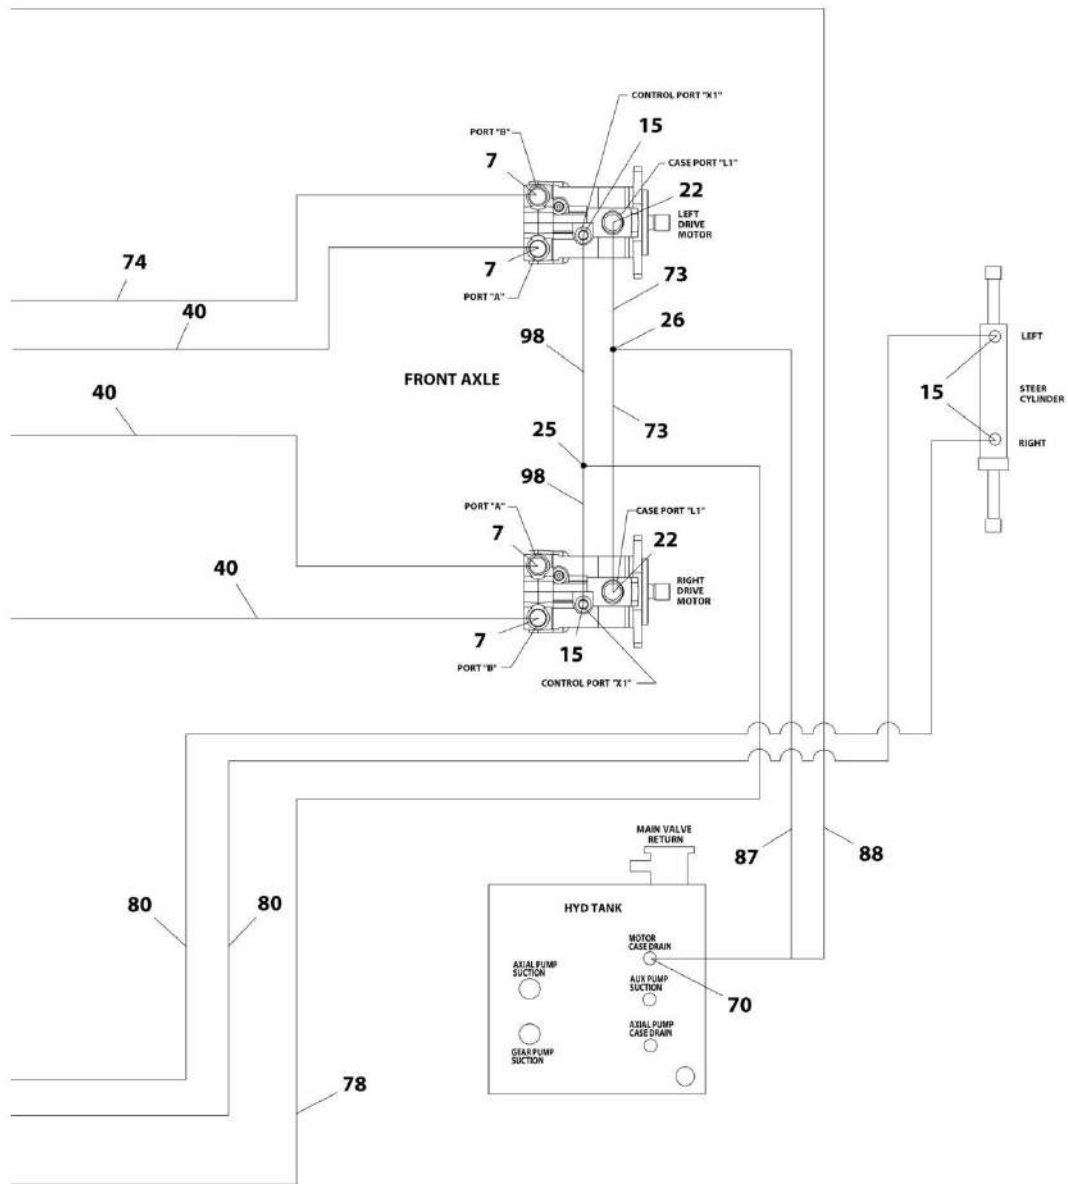 CONTROL PORT "X1"
15
PORT "B"
7
CASE PORT "L1"
22
LEFT
DRIVE
MOTOR
7
PORT "A"
74
73
40
26
98
LEFT
FRONT AXLE
15
STEER
CYLINDER
40
73
25
RIGHT
98
PORT "A"
CASE PORT "L1"
7
22
40
RIGHT
DRIVE
MOTOR
7
15
PORT "B"
CONTROL PORT "X1"
MAIN VALVE
RETURN
87
88
80
80
HYD TANK
MOTOR
CASE DRAIN
AXIAL PUMP
SUCTION
AUX PUMP
SUCTION
70
AXIAL PUMP
CASE DRAIN
GEAR PUMP
SUCTION
78